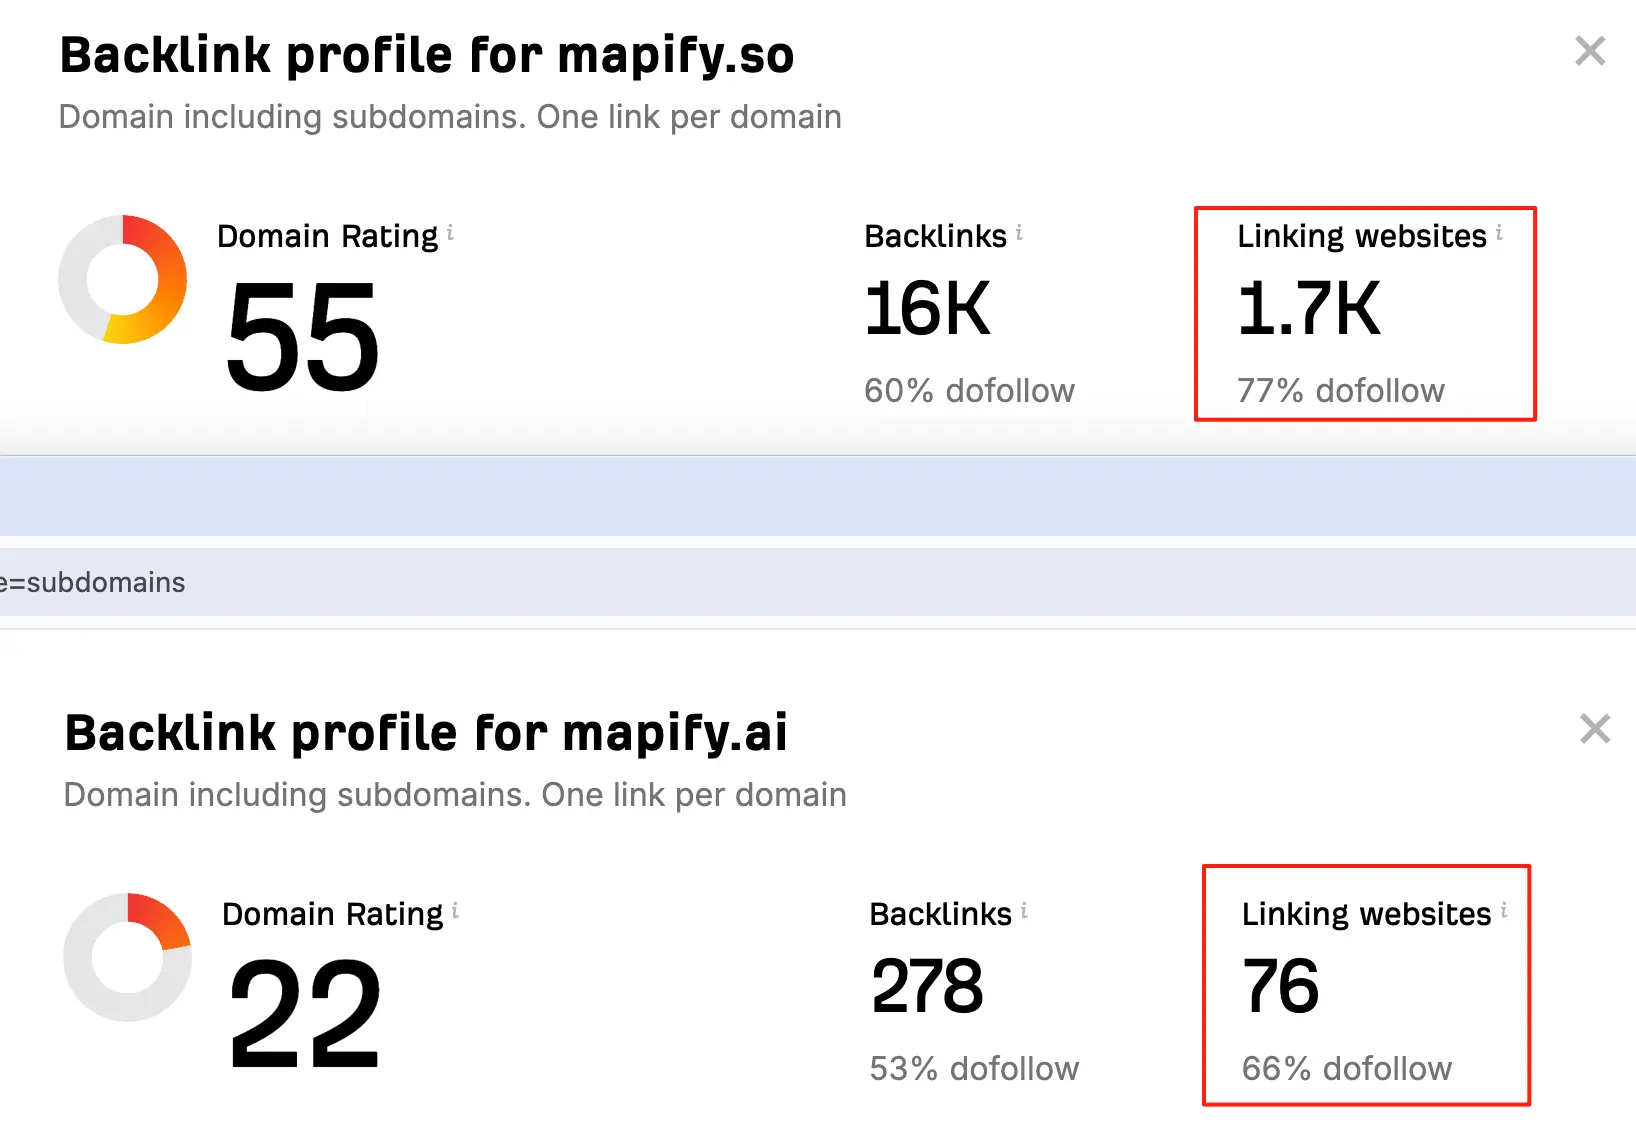 Backlink profile for mapify.so
Domain including subdomains. One link per domain
Domain Rating i
55
Backlinks i
16K
60% dofollow
Linking websites i
1.7K
77% dofollow
e=subdomains
Backlink profile for mapify.ai
Domain including subdomains. One link per domain
Domain Rating i
22
Backlinks i
278
53% dofollow
Linking websites i
76
66% dofollow